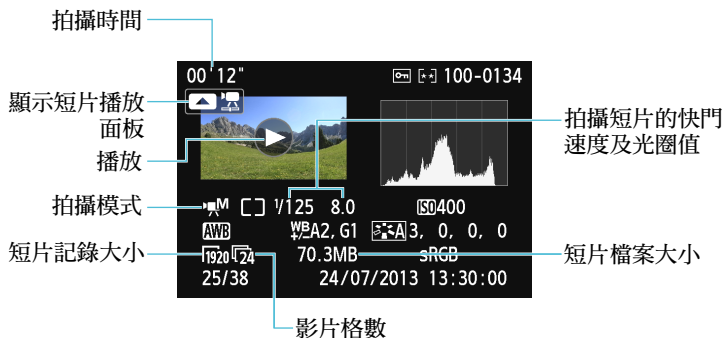 拍攝時間
00'12"
100-0134
顯示短片播放
面板
播放
拍攝短片的快門
速度及光圈值
拍攝模式
M
1/125 8.0
ISO 400
AWB
WB A2, G1
A 3, 0, 0, 0
短片記錄大小
1920 24
70.3MB
sRGB
短片檔案大小
25/38
24/07/2013 13:30:00
影片格數